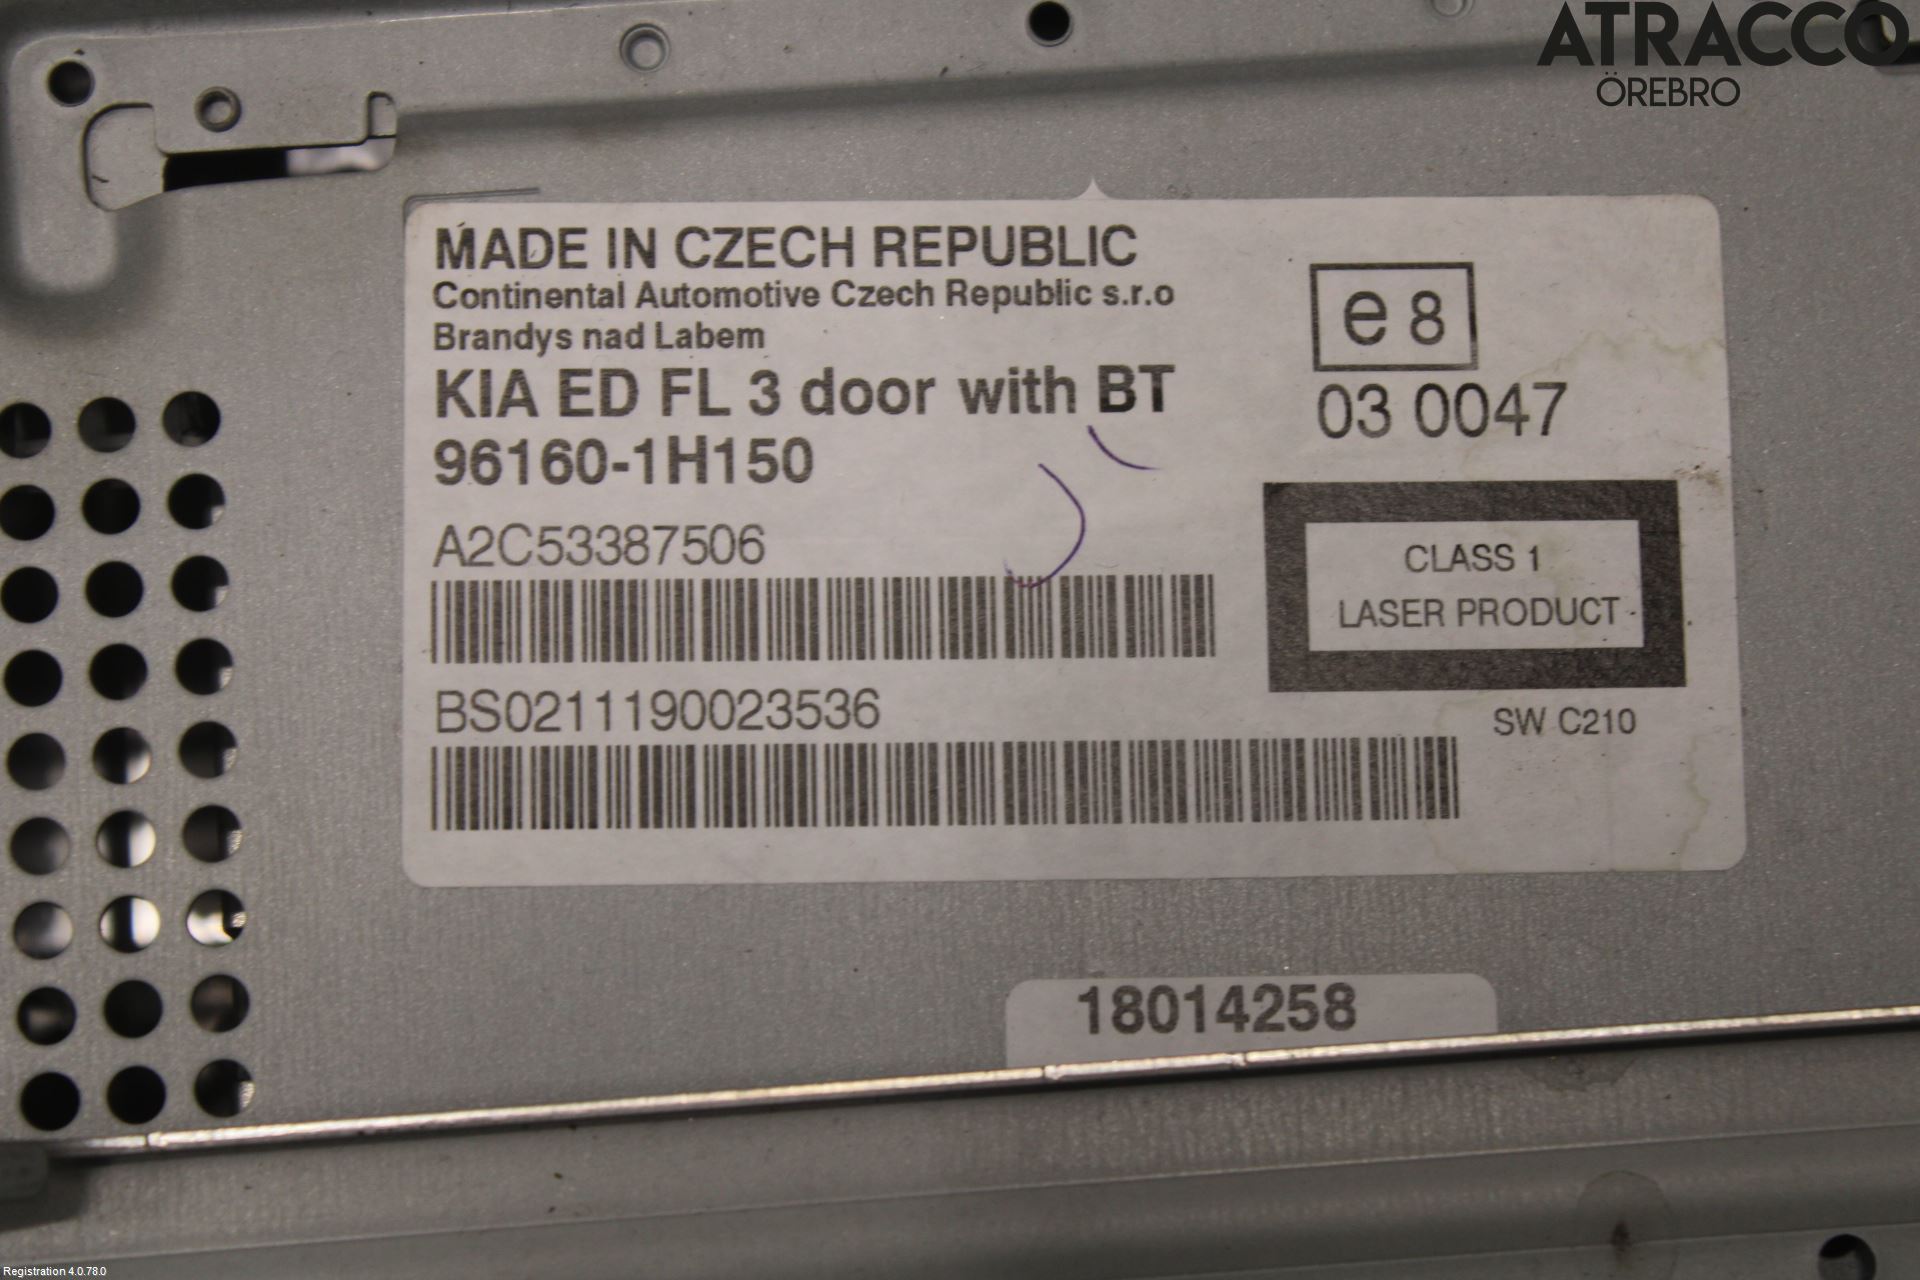 ATRACCO
ÖREBRO
MADE IN CZECH REPUBLIC
Continental Automotive Czech Republic s.r.o
Brandys nad Labem
KIA ED FL 3 door with BT
96160-1H150
A2C53387506
BS0211190023536
e8
03 0047
CLASS 1
LASER PRODUCT
SW C210
18014258
Registration 4.0.78.0